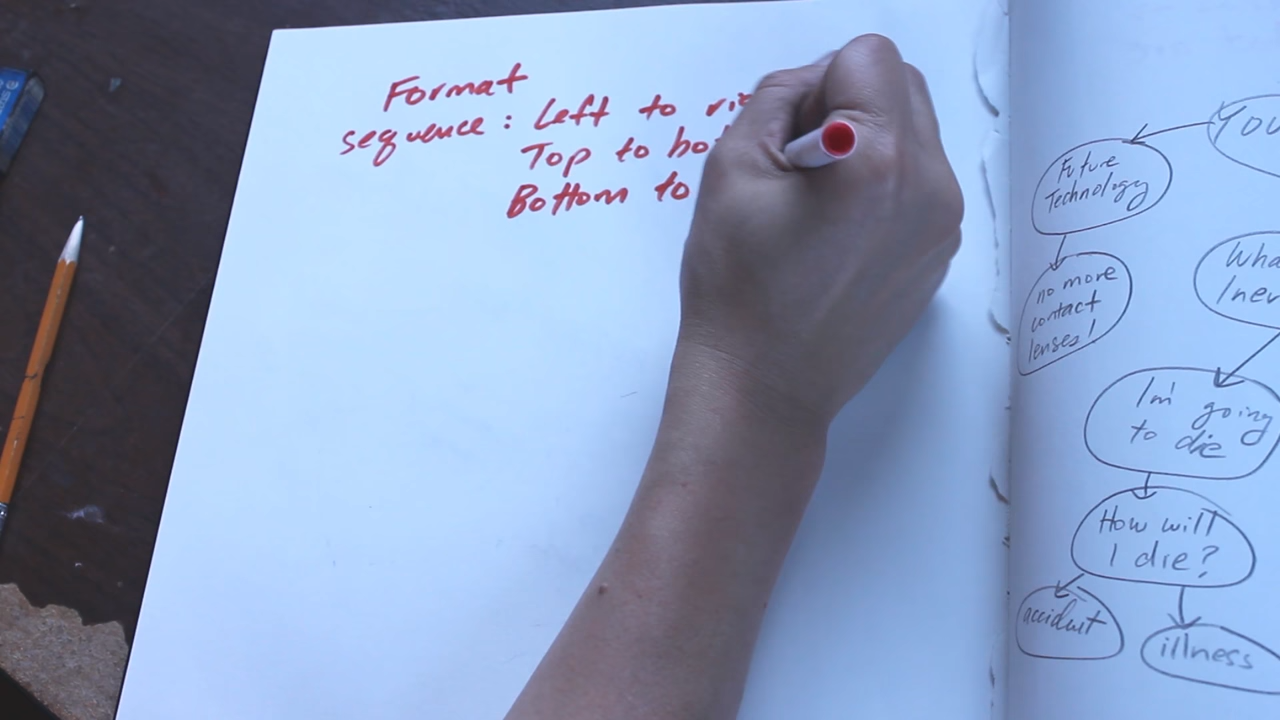 Format
sequence: Left to
Top to
Bottom to
Future
Technology
no more
contact
lenses!
I'm going
to die
How will
I die?
accident
illness